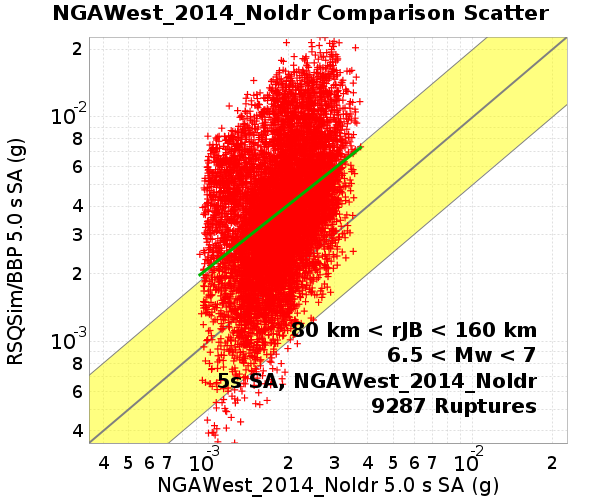 NGAWest_2014_NoIdr Comparison Scatter
RSQSim/BBP 5.0 s SA (g)
2
10-2
8
6
4
3
2
10-3
8
6
4
80 km < rJB < 160 km
6.5 < Mw < 7
5s SA, NGAWest_2014_NoIdr
9287 Ruptures
4 5 6 7 10-3 2 3 4 5 6 7 10-2 2
NGAWest_2014_NoIdr 5.0 s SA (g)